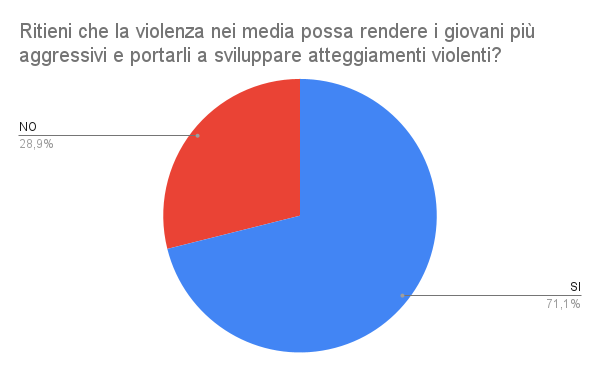 Ritieni che la violenza nei media possa rendere i giovani più
aggressivi e portarli a sviluppare atteggiamenti violenti?
NO
28,9%
SI
71,1%